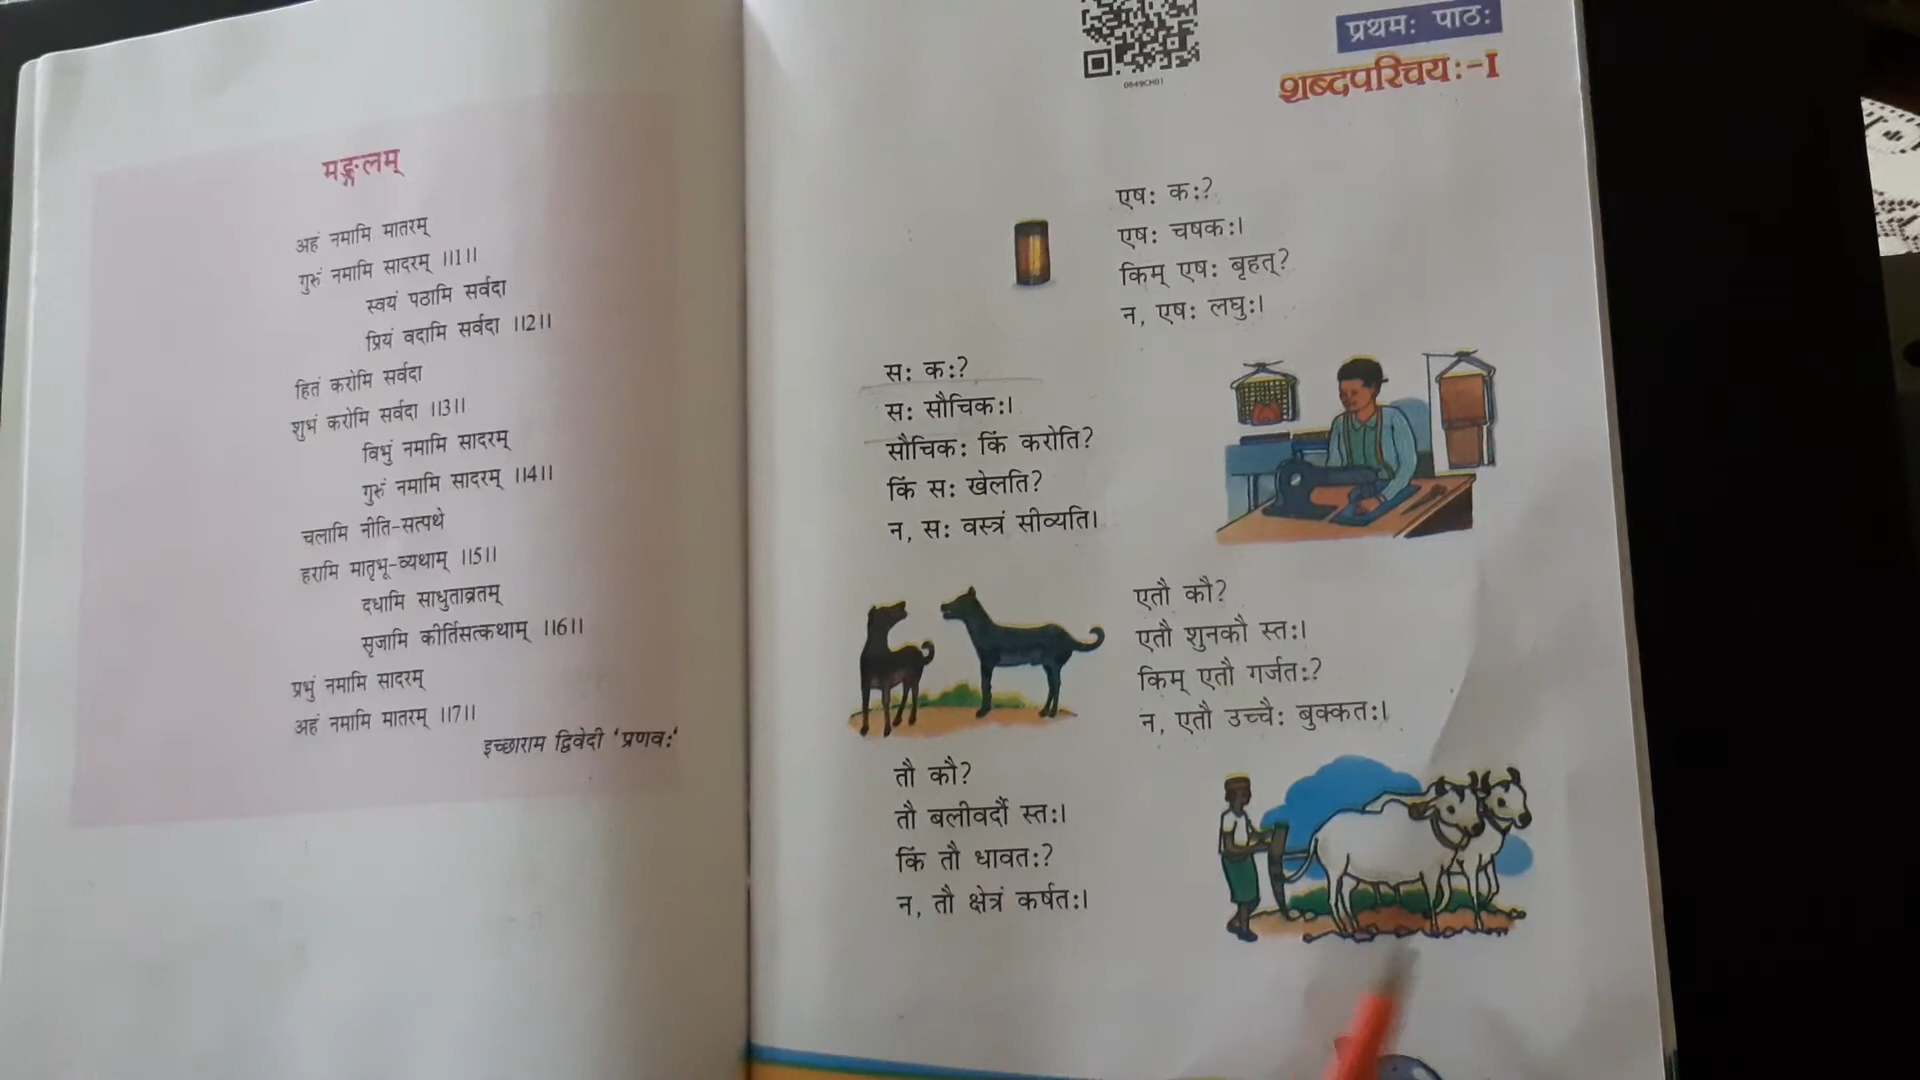 मङ्गलम्
अहं नमामि मातरम्
गुरुं नमामि सादरम् ।।1।।
स्वयं पठामि सर्वदा
प्रियं वदामि सर्वदा ।।2।।
हितं करोमि सर्वदा
शुभं करोमि सर्वदा ।।3।।
विभुं नमामि सादरम्
गुरुं नमामि सादरम् ।।4।।
चलामि नीति-सत्पथे
हरामि मातृभू-व्यथाम् ।।5।।
दधामि साधुताव्रतम्
सृजामि कीर्तिसत्कथाम् ।।6।।
प्रभुं नमामि सादरम्
अहं नमामि मातरम् ।।7।।
इच्छाराम द्विवेदी 'प्रणवः'
0649CH01
प्रथमः पाठः
शब्दपरिचयः-I
एषः कः?
एषः चषकः।
किम् एषः बृहत्?
न, एषः लघुः।
सः कः?
सः सौचिकः।
सौचिकः किं करोति?
किं सः खेलति?
न, सः वस्त्रं सीव्यति।
एतौ कौ?
एतौ शुनकौ स्तः।
किम् एतौ गर्जतः?
न, एतौ उच्चैः बुक्कतः।
तौ कौ?
तौ बलीवर्दौ स्तः।
किं तौ धावतः?
न, तौ क्षेत्रं कर्षतः।